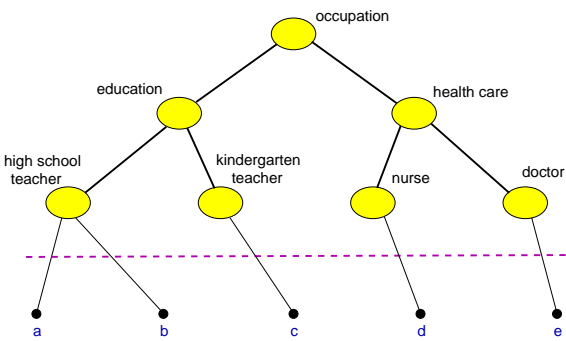 occupation
education
health care
high school
teacher
kindergarten
teacher
nurse
doctor
a
b
c
d
e